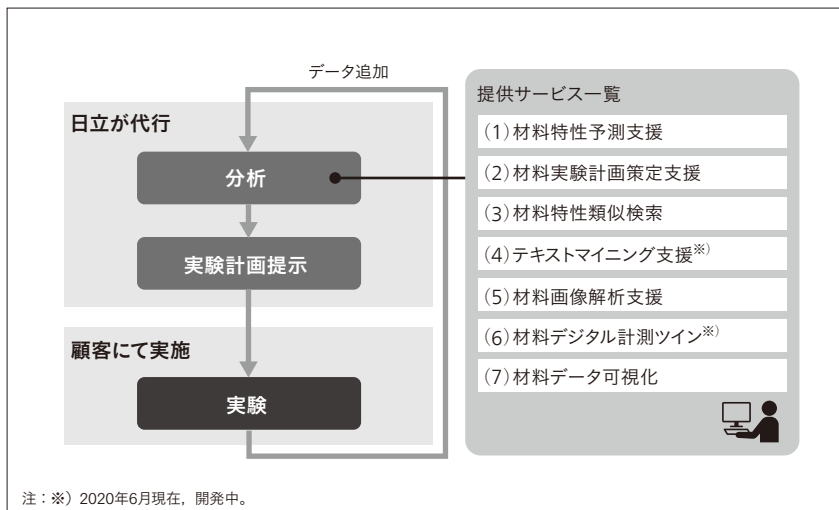 データ追加
日立が代行
分析
実験計画提示
顧客にて実施
実験
提供サービス一覧
(1)材料特性予測支援
(2)材料実験計画策定支援
(3)材料特性類似検索
(4)テキストマイニング支援※)
(5)材料画像解析支援
(6)材料デジタル計測ツイン※)
(7)材料データ可視化
注：※）2020年6月現在，開発中。